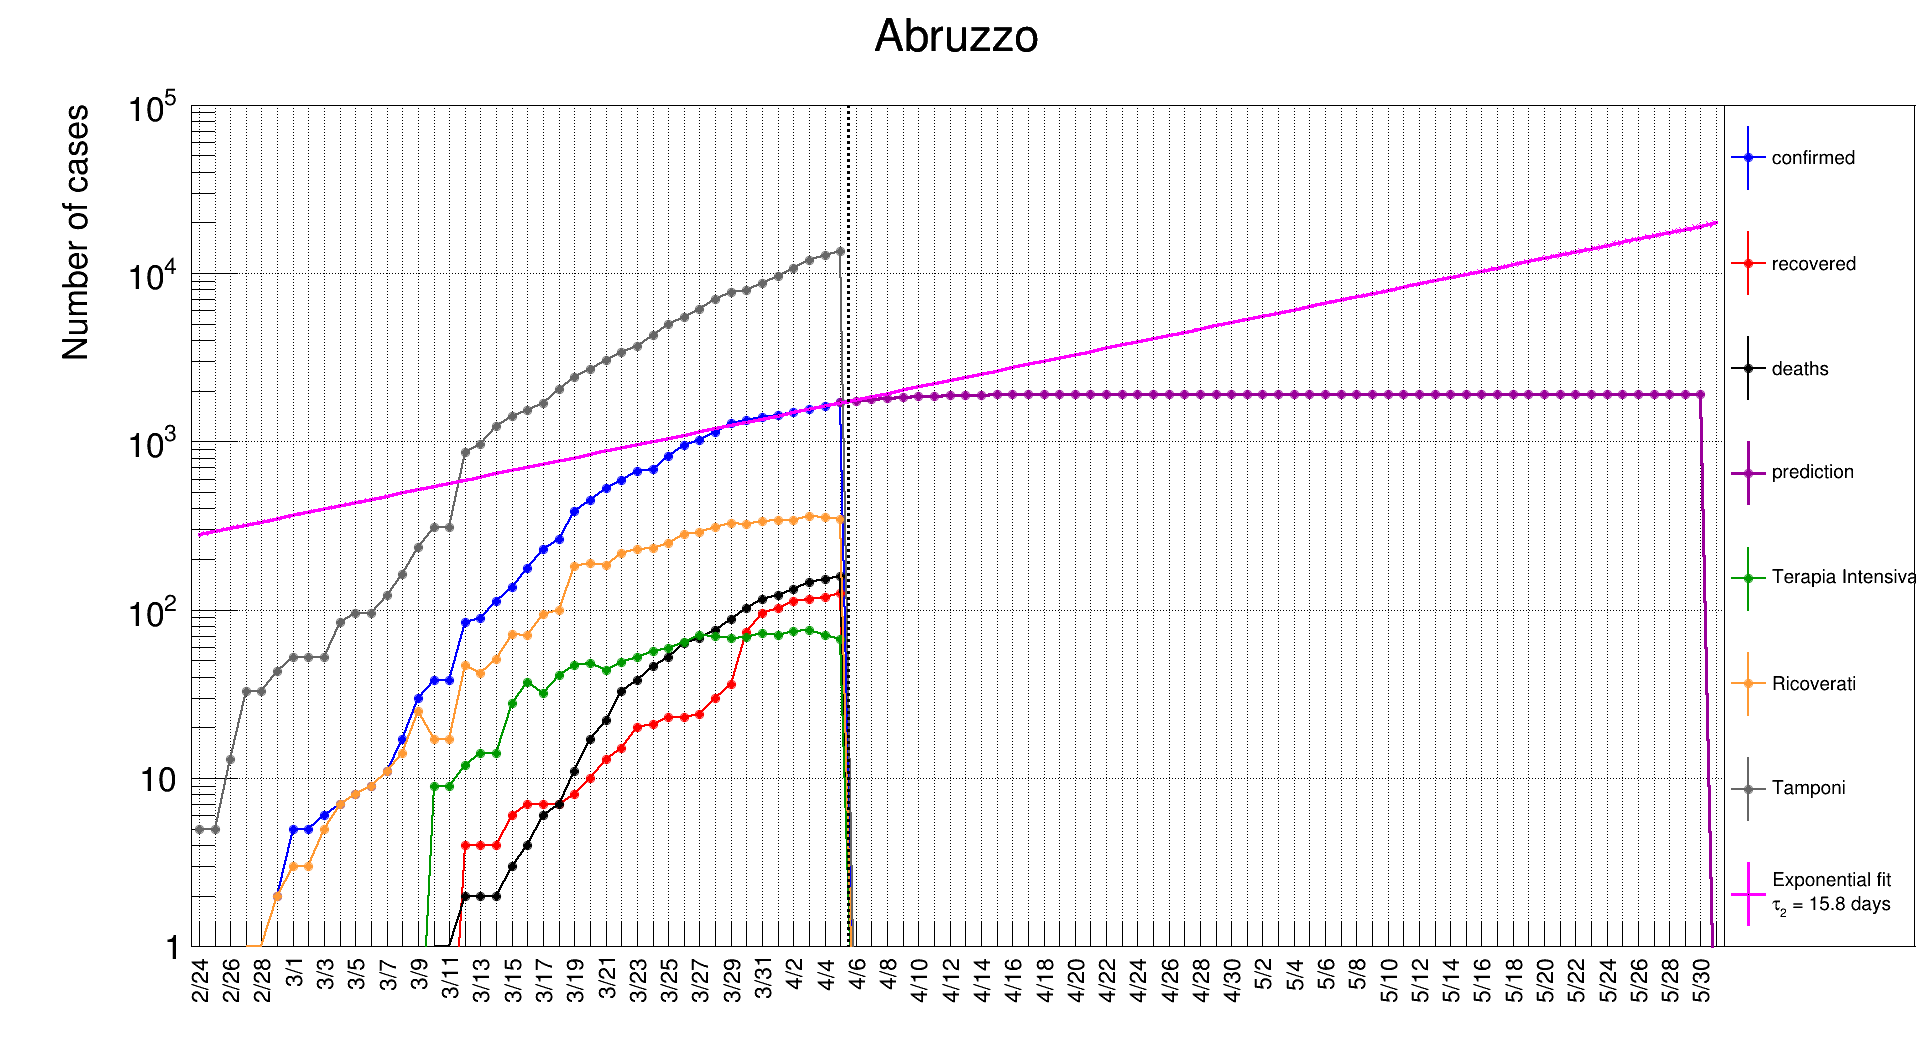 Abruzzo
Number of cases
10^5
10^4
10^3
10^2
10
1
2/24 2/26 2/28 3/1 3/3 3/5 3/7 3/9 3/11 3/13 3/15 3/17 3/19 3/21 3/23 3/25 3/27 3/29 3/31 4/2 4/4 4/6 4/8 4/10 4/12 4/14 4/16 4/18 4/20 4/22 4/24 4/26 4/28 4/30 5/2 5/4 5/6 5/8 5/10 5/12 5/14 5/16 5/18 5/20 5/22 5/24 5/26 5/28 5/30
confirmed
recovered
deaths
prediction
Terapia Intensiva
Ricoverati
Tamponi
Exponential fit
τ₂ = 15.8 days